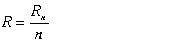 R = Rₙ/n